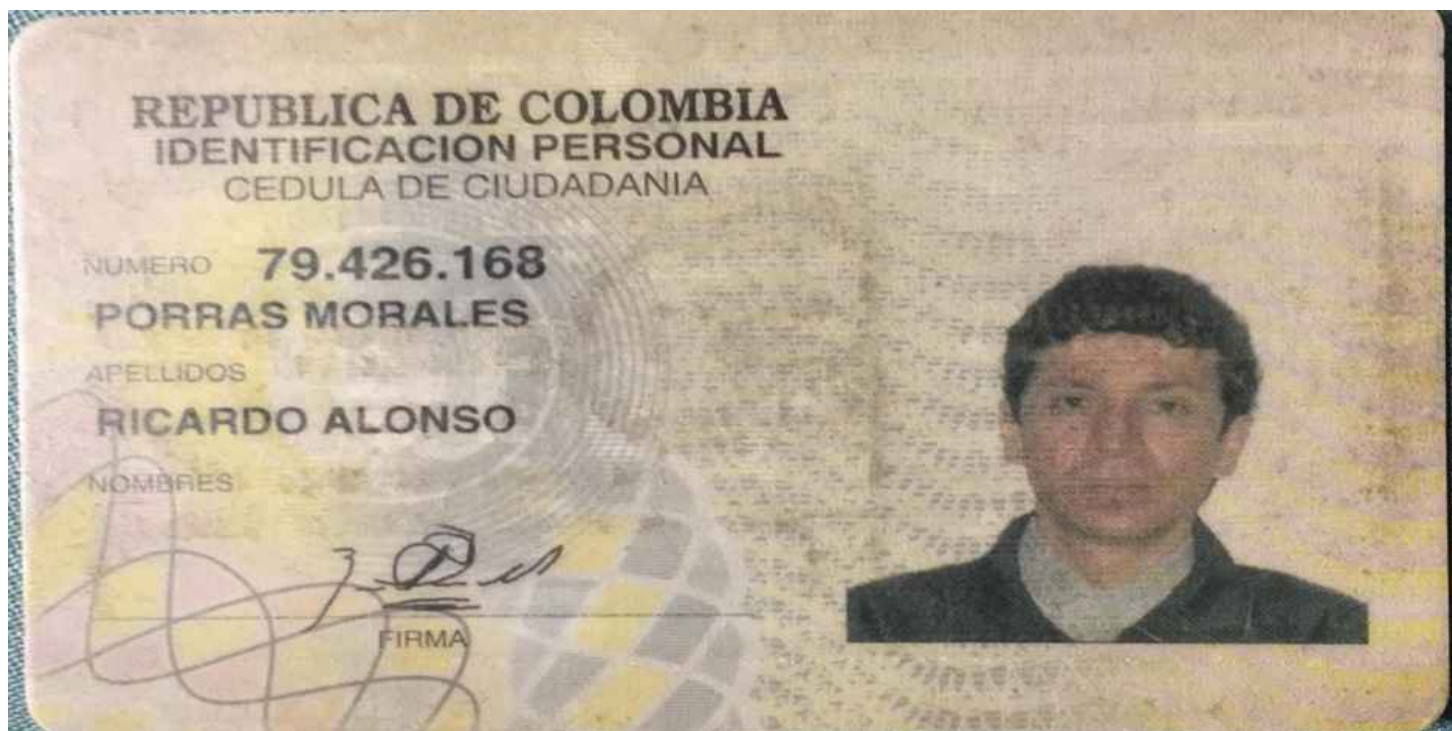 REPUBLICA DE COLOMBIA
IDENTIFICACION PERSONAL
CEDULA DE CIUDADANIA
NUMERO 79.426.168
PORRAS MORALES
APELLIDOS
RICARDO ALONSO
NOMBRES
FIRMA